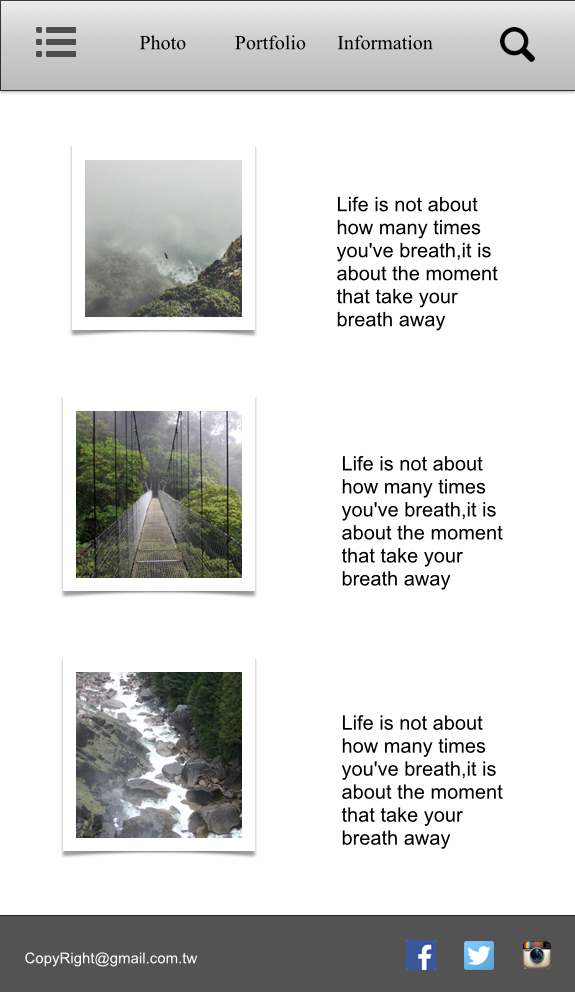 Photo Portfolio Information
Life is not about
how many times
you've breath,it is
about the moment
that take your
breath away
Life is not about
how many times
you've breath,it is
about the moment
that take your
breath away
Life is not about
how many times
you've breath,it is
about the moment
that take your
breath away
CopyRight@gmail.com.tw